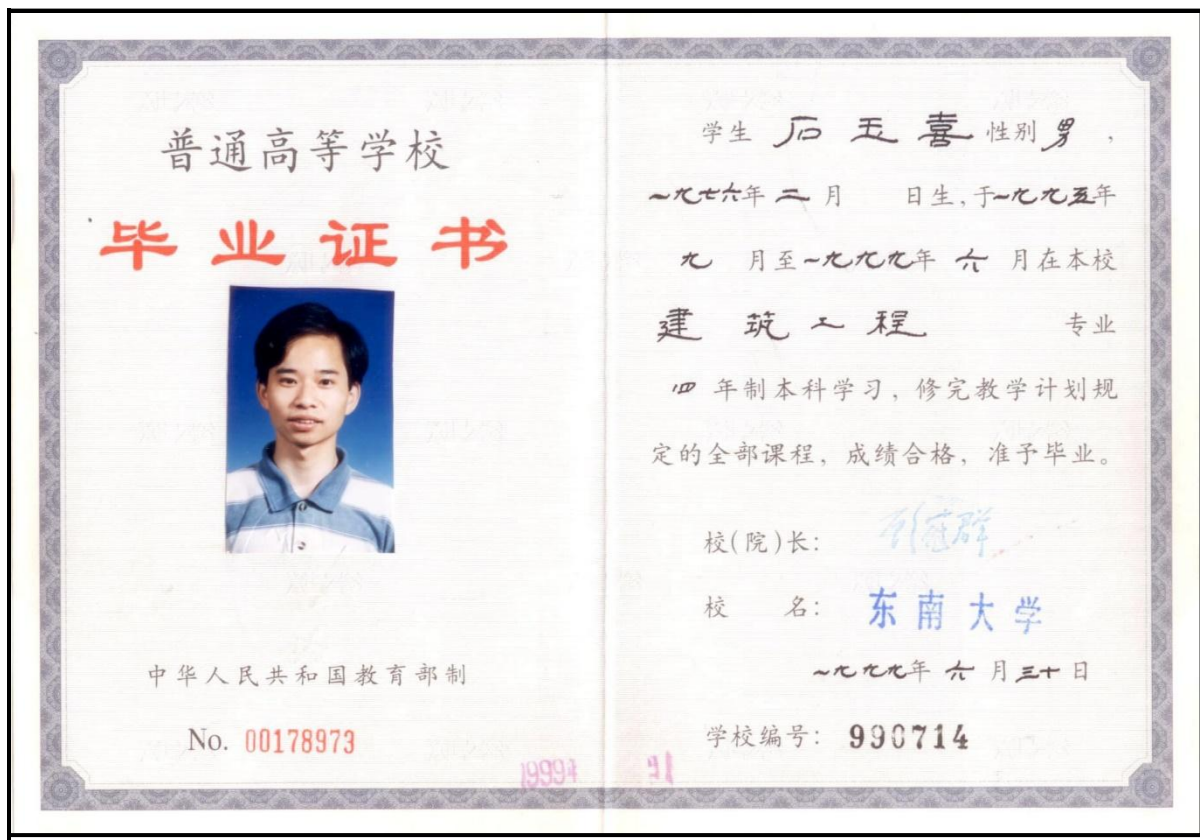 普通高等学校
毕业证书
中华人民共和国教育部制
No. 00178973
学生 石玉喜 性别 男,
一九七六年 二 月 日生,于一九九五年
九 月至一九九九年 六 月在本校
建筑工程 专业
四 年制本科学习,修完教学计划规
定的全部课程,成绩合格,准予毕业。
校(院)长:
校 名: 东南大学
一九九九年 六 月三十日
学校编号: 990714